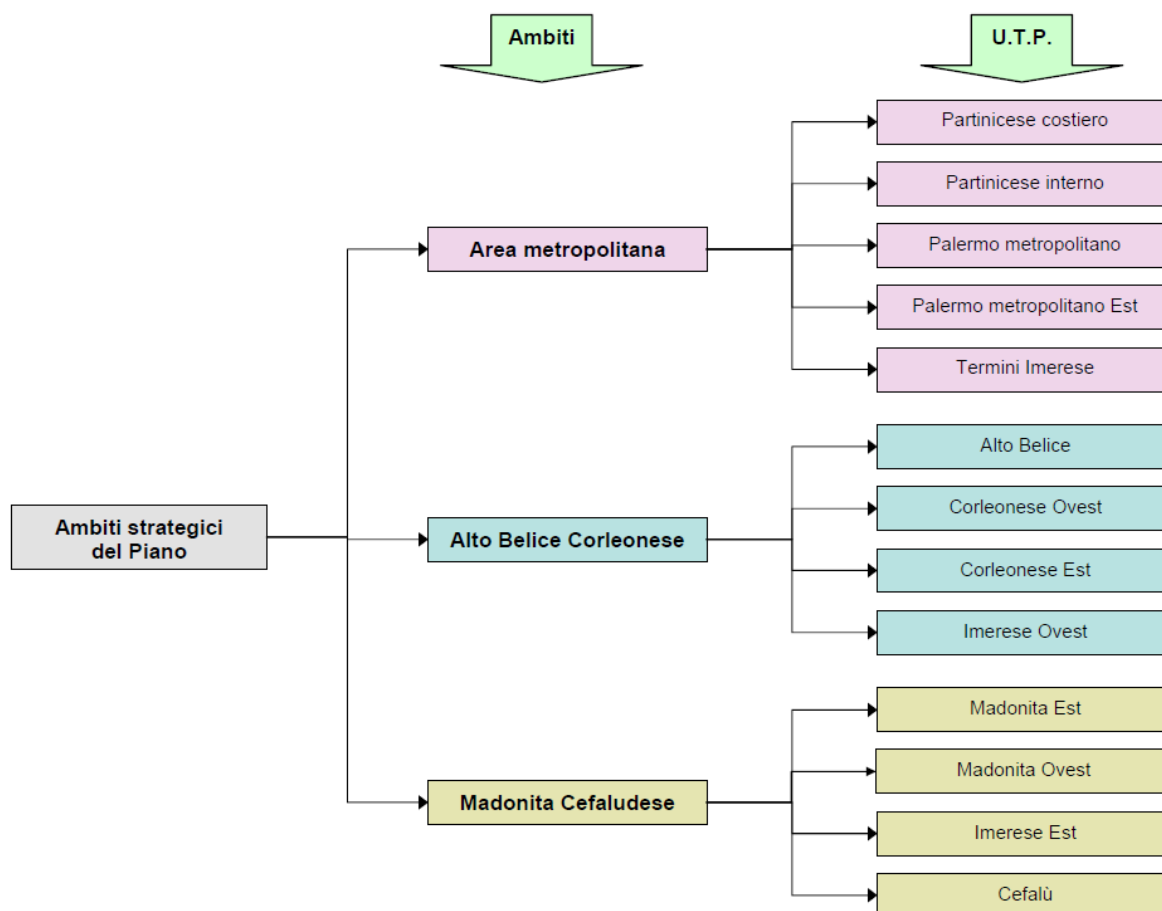 Ambiti
U.T.P.
Partinicese costiero
Partinicese interno
Area metropolitana
Palermo metropolitano
Palermo metropolitano Est
Termini Imerese
Alto Belice
Corleonese Ovest
Ambiti strategici
del Piano
Alto Belice Corleonese
Corleonese Est
Imerese Ovest
Madonita Est
Madonita Ovest
Madonita Cefaludese
Imerese Est
Cefalù